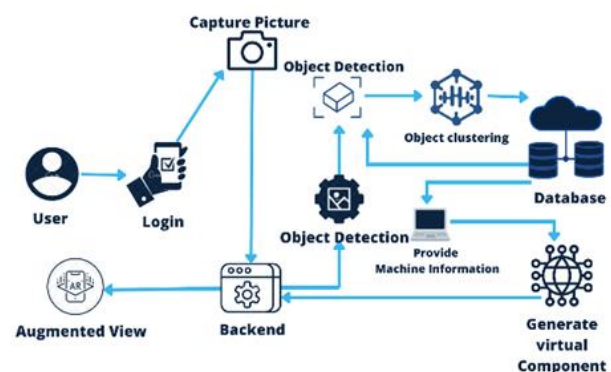 Capture Picture
Object Detection
Object clustering
User
Login
Database
Object Detection
Provide
Machine Information
AR
Augmented View
Backend
Generate
virtual
Component